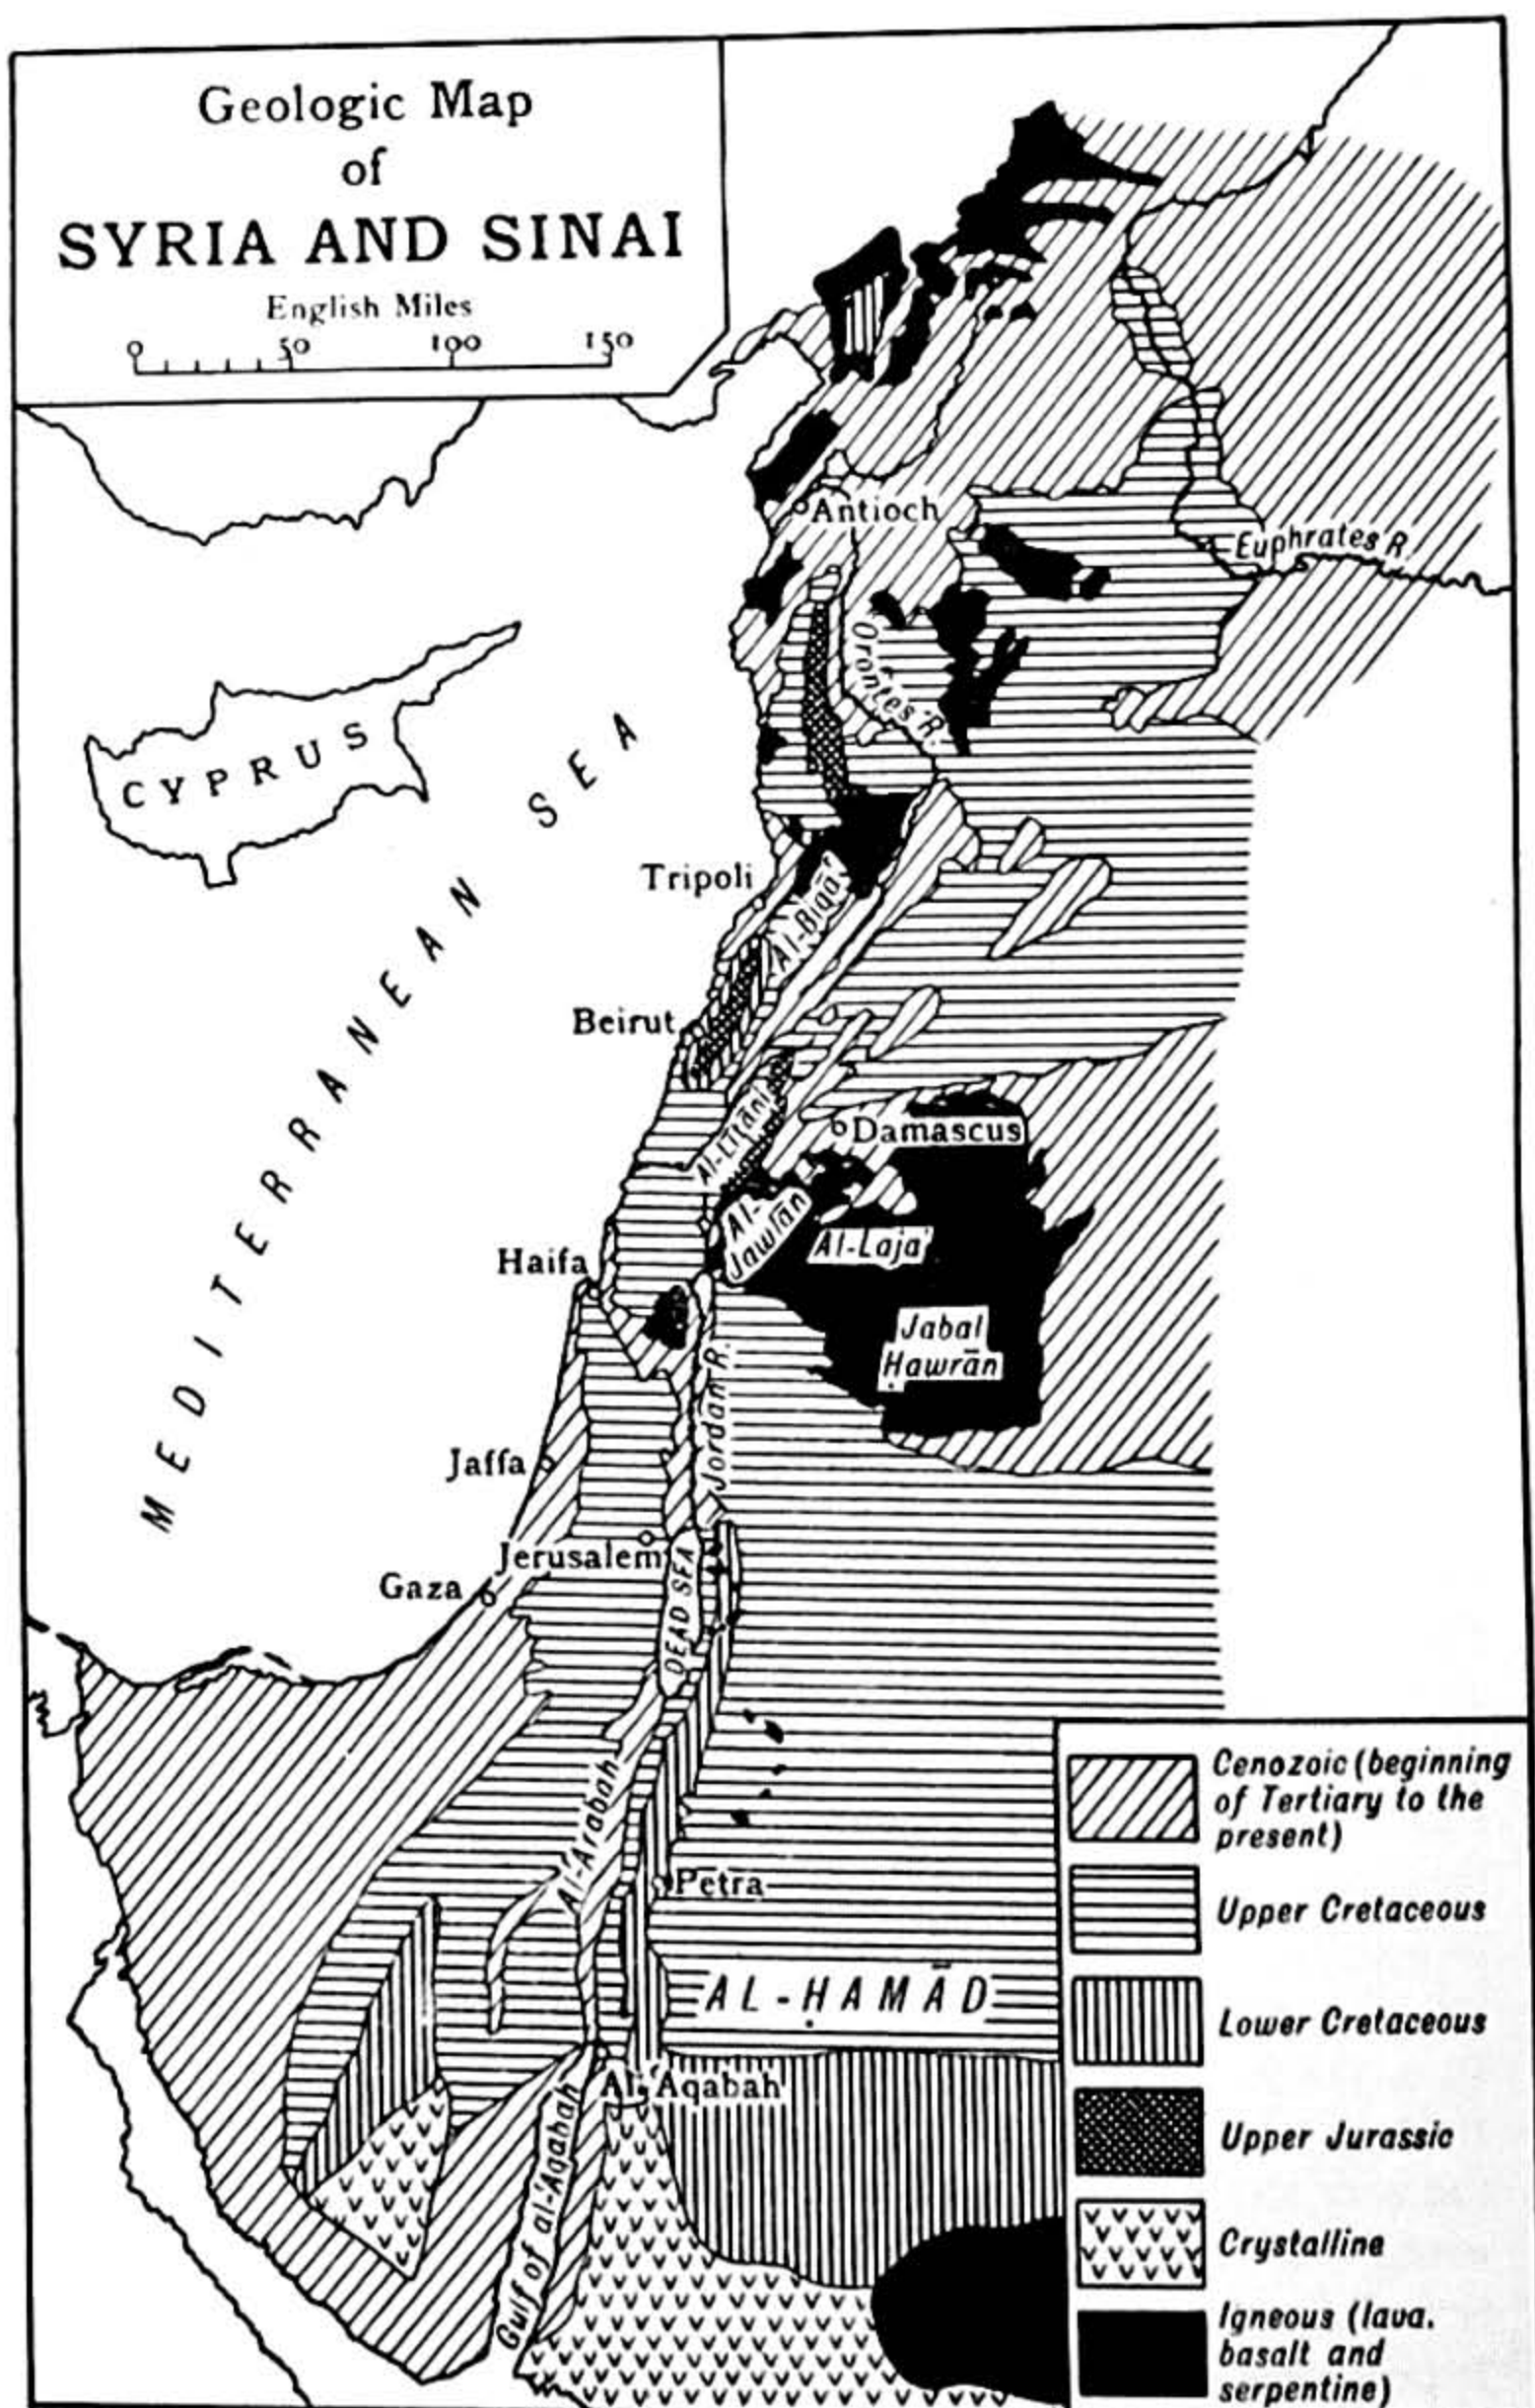 Geologic Map
of
SYRIA AND SINAI
English Miles
0 50 100 150
Antioch
Euphrates R.
Orontes R.
CYPRUS
MEDITERRANEAN SEA
Tripoli
Al-Biqā‘
Beirut
Al-Līṭāni
Damascus
Al-
Jawlān
Al-Laja'
Haifa
Jabal
Ḥawrān
Jordan R.
Jaffa
Jerusalem
DEAD SEA
Gaza
Al-‘Arabah
Petra
AL-ḤAMĀD
Al-‘Aqabah
Gulf of al-‘Aqabah
Cenozoic (beginning
of Tertiary to the
present)
Upper Cretaceous
Lower Cretaceous
Upper Jurassic
Crystalline
Igneous (lava,
basalt and
serpentine)